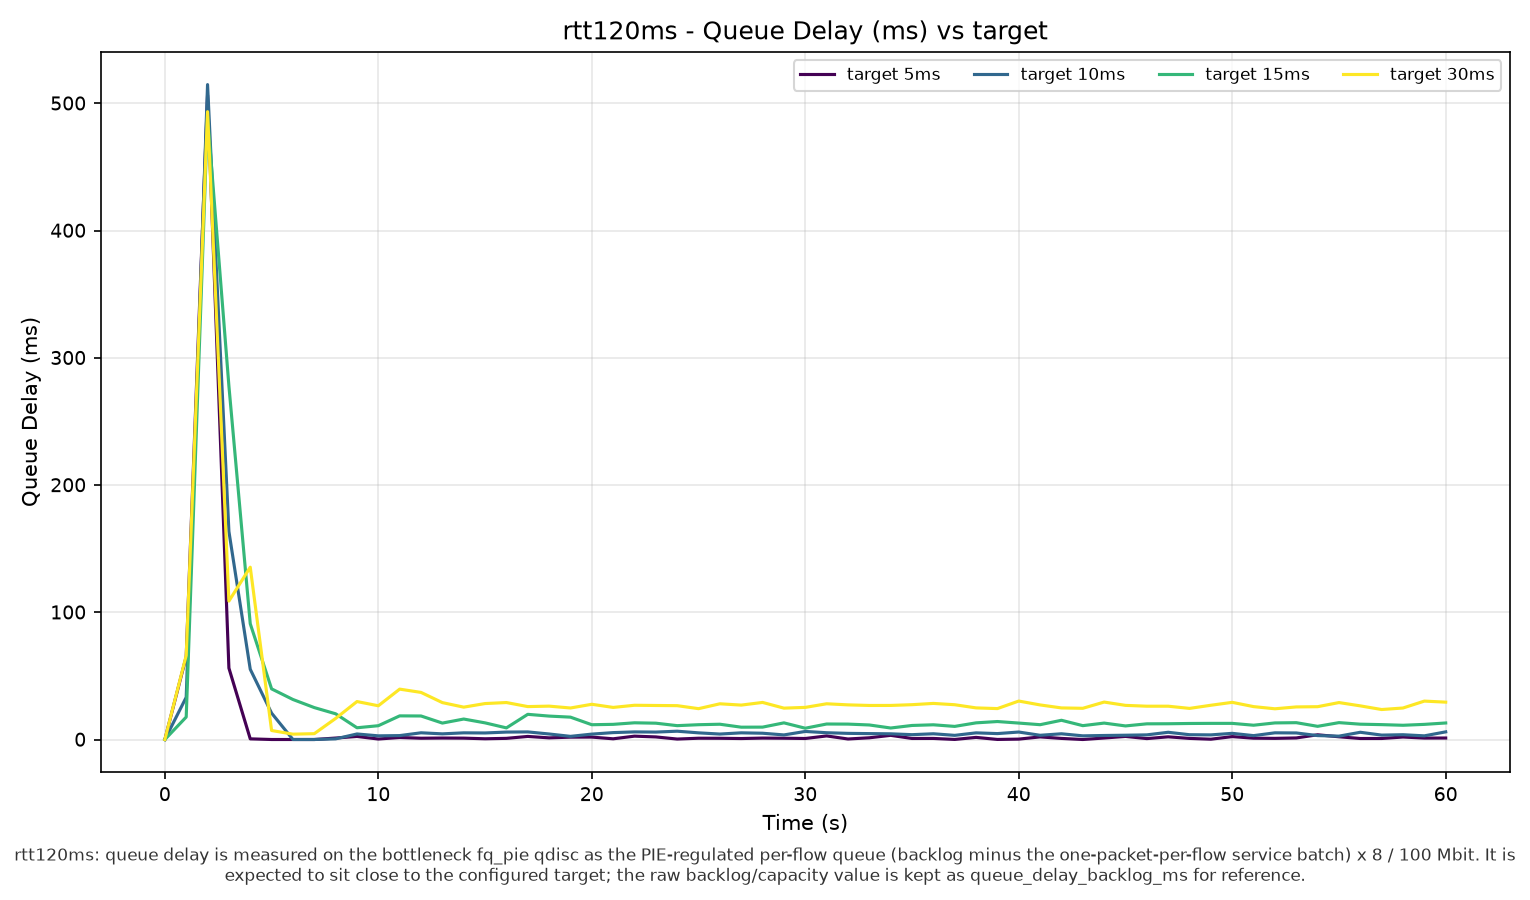 rtt120ms - Queue Delay (ms) vs target
target 5ms
target 10ms
target 15ms
target 30ms
Queue Delay (ms)
500
400
300
200
100
0
0
10
20
30
40
50
60
Time (s)
rtt120ms: queue delay is measured on the bottleneck fq_pie qdisc as the PIE-regulated per-flow queue (backlog minus the one-packet-per-flow service batch) x 8 / 100 Mbit. It is
expected to sit close to the configured target; the raw backlog/capacity value is kept as queue_delay_backlog_ms for reference.